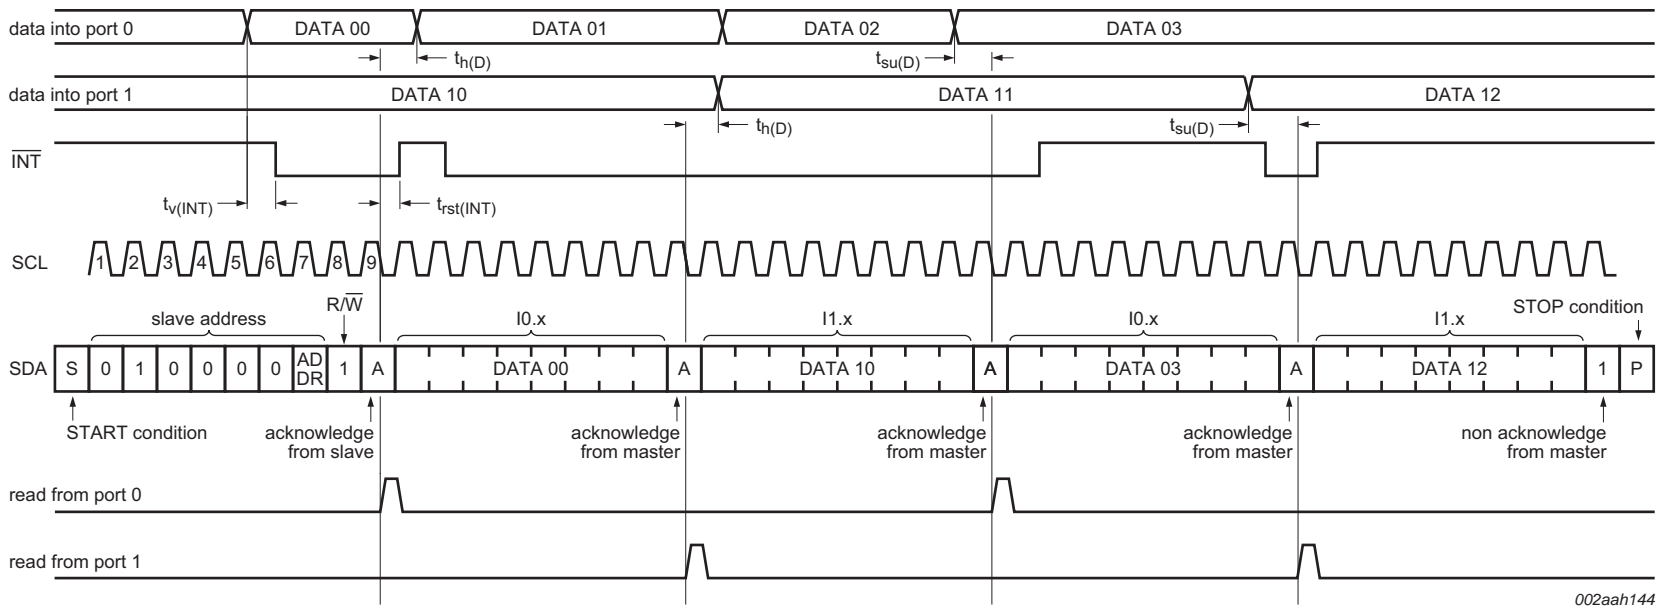 data into port 0 DATA 00 DATA 01 DATA 02 DATA 03
th(D) tsu(D)
data into port 1 DATA 10 DATA 11 DATA 12
th(D) tsu(D)
INT
tv(INT) trst(INT)
SCL 1 2 3 4 5 6 7 8 9
R/W STOP condition
slave address I0.x I1.x I0.x I1.x
SDA S 0 1 0 0 0 0 AD DR 1 A DATA 00 A DATA 10 A DATA 03 A DATA 12 1 P
START condition acknowledge acknowledge acknowledge acknowledge non acknowledge
from slave from master from master from master from master
read from port 0
read from port 1
002aah144